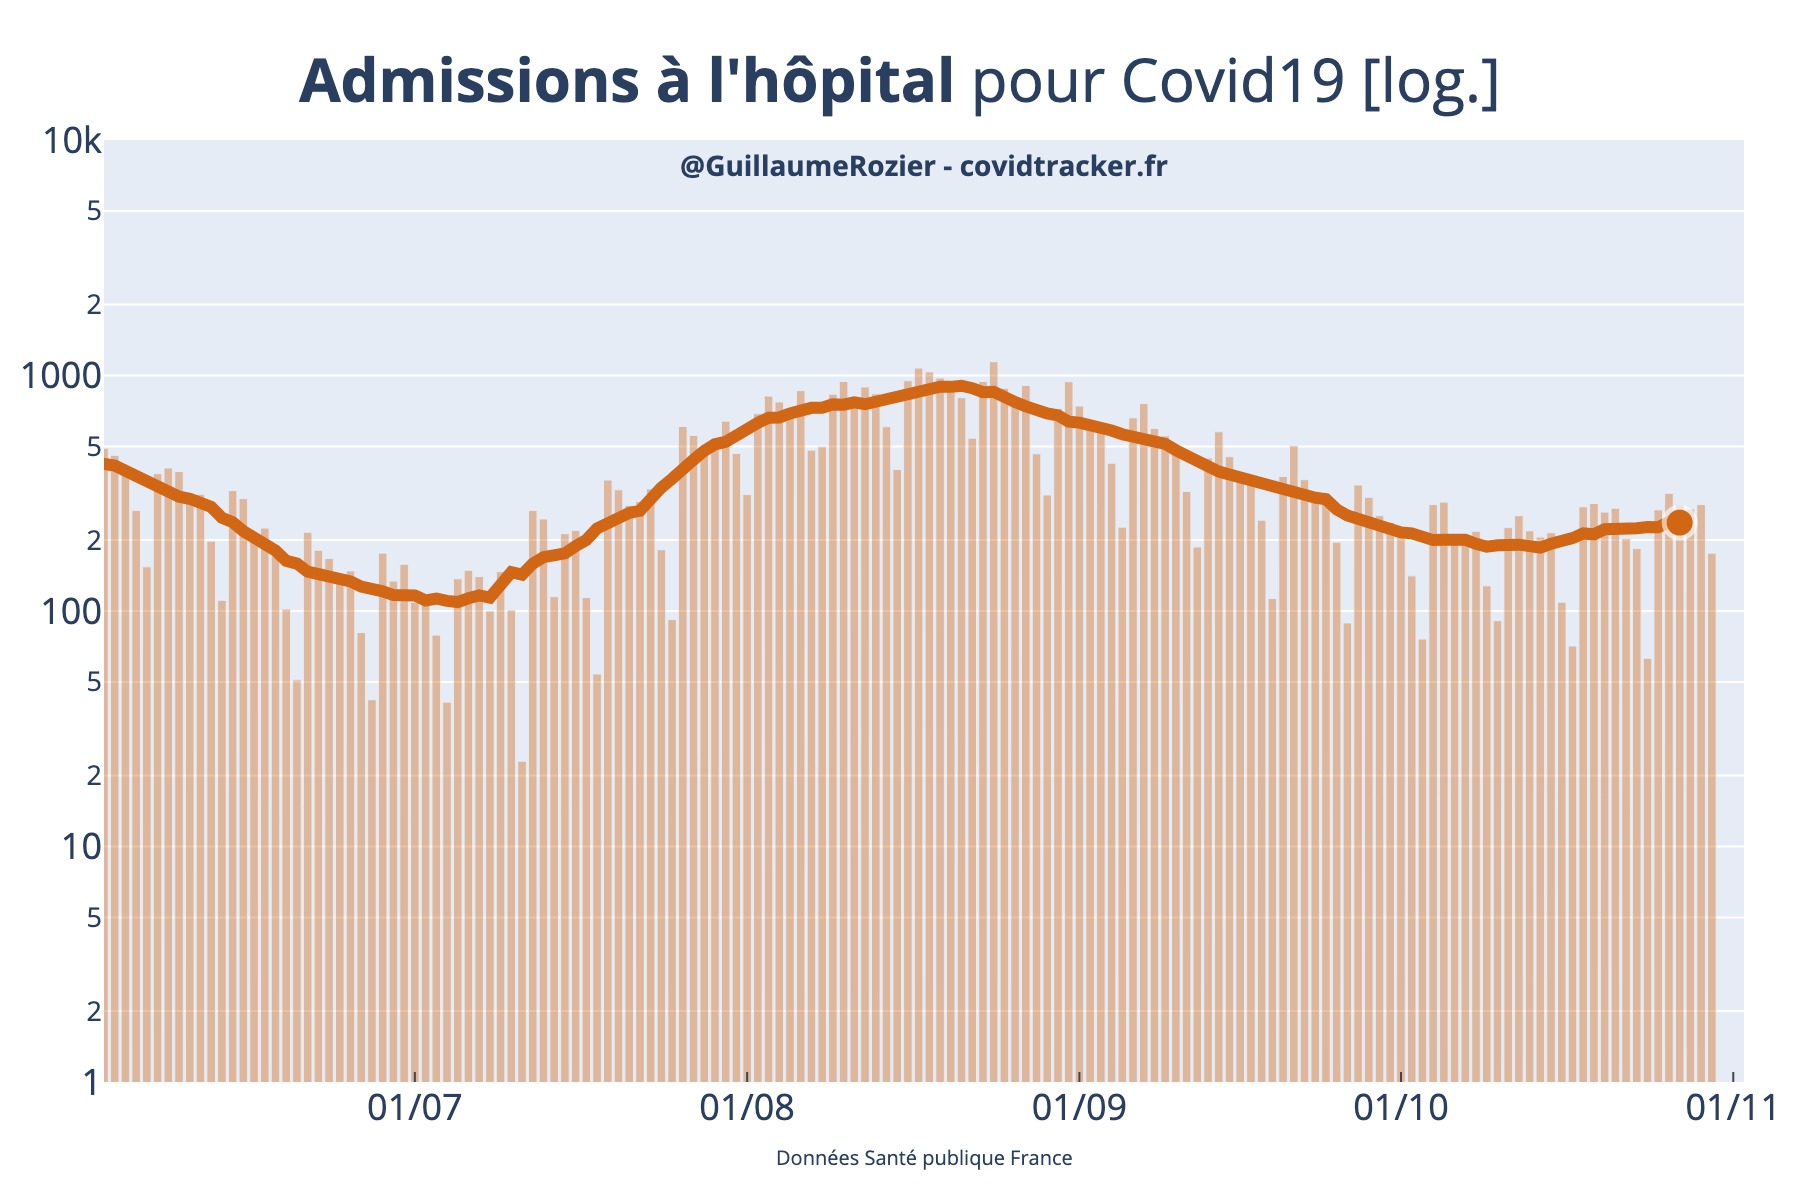 Admissions à l'hôpital pour Covid19 [log.]
@GuillaumeRozier - covidtracker.fr
10k
5
2
1000
5
2
100
5
2
10
5
2
1
01/07 01/08 01/09 01/10 01/11
Données Santé publique France